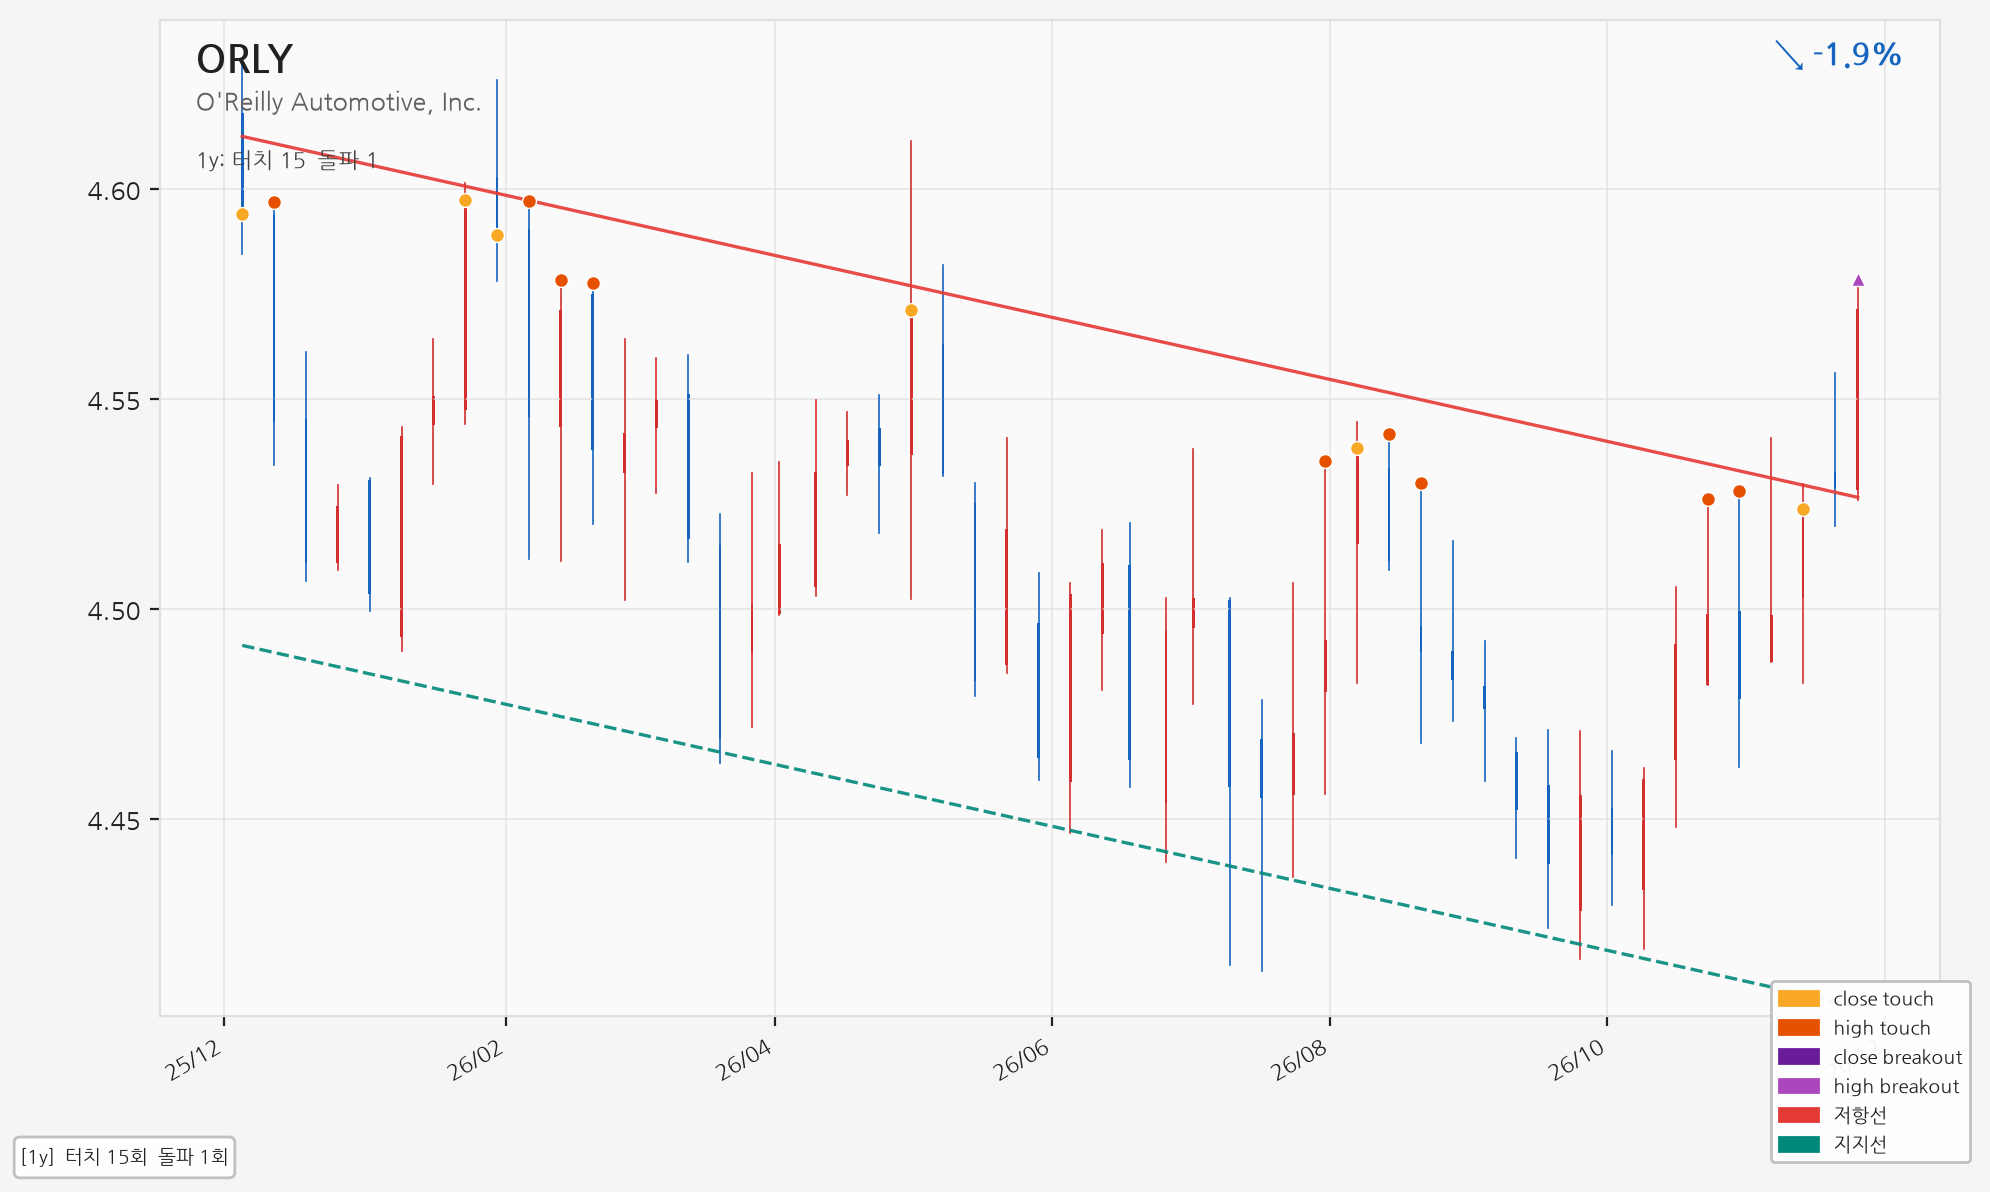 ORLY
-1.9%
O'Reilly Automotive, Inc.
1y: 터치 15 돌파 1
4.60
4.55
4.50
4.45
25/12
26/02
26/04
26/06
26/08
26/10
close touch
high touch
close breakout
high breakout
저항선
지지선
[1y] 터치 15회 돌파 1회